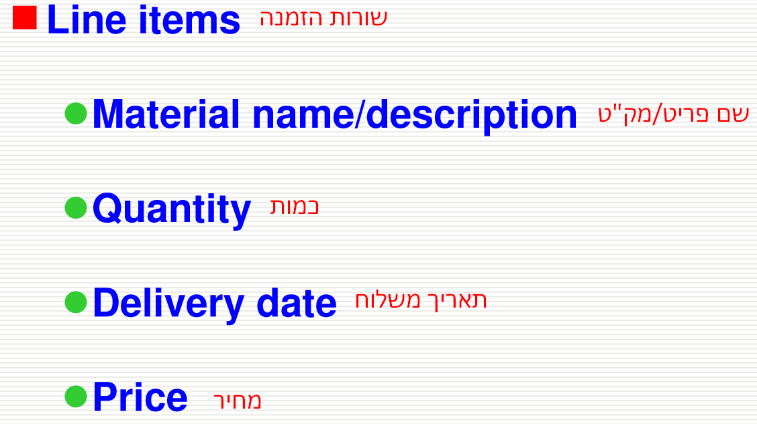 Line items שורות הזמנה
Material name/description שם פריט/מק"ט
Quantity כמות
Delivery date תאריך משלוח
Price מחיר